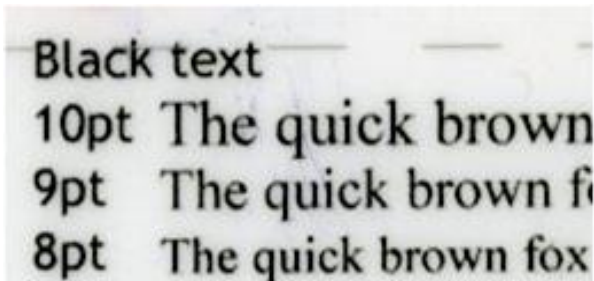 Black text
10pt The quick brown
9pt The quick brown
8pt The quick brown fox